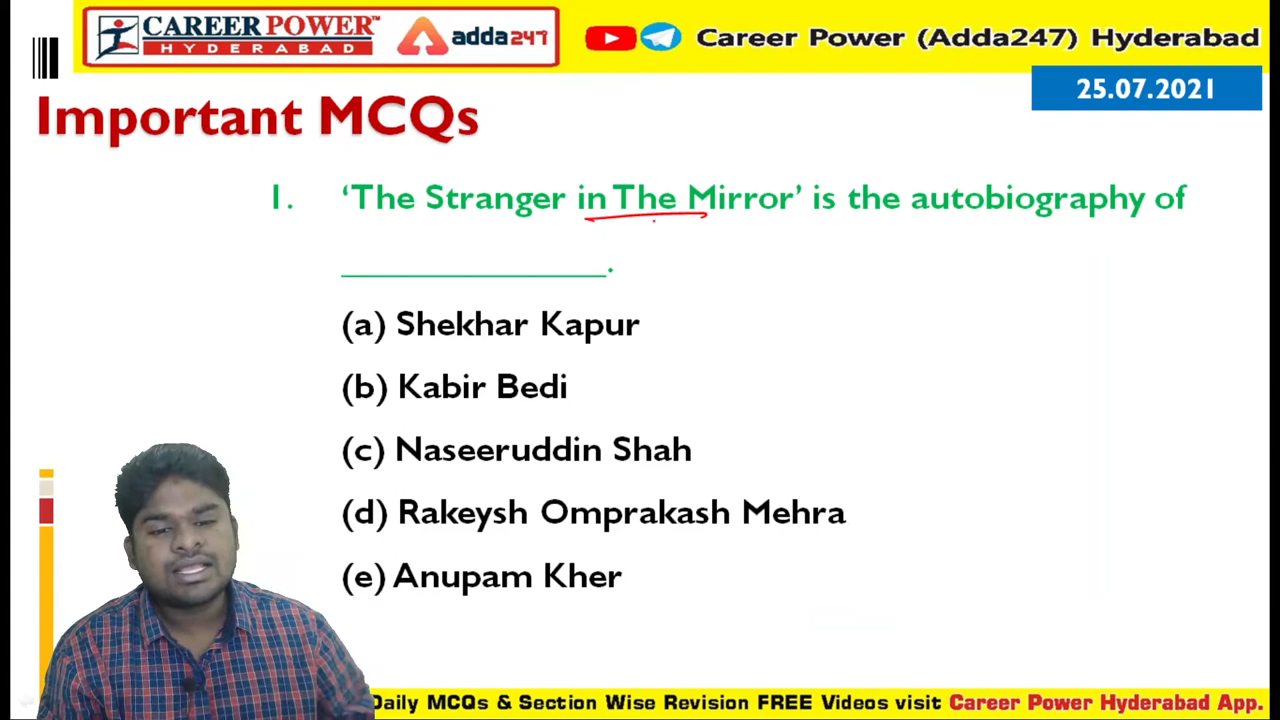 CAREER POWER™
HYDERABAD
adda247
Career Power (Adda247) Hyderabad
25.07.2021
Important MCQs
1. ‘The Stranger in The Mirror’ is the autobiography of
_______________.
(a) Shekhar Kapur
(b) Kabir Bedi
(c) Naseeruddin Shah
(d) Rakeysh Omprakash Mehra
(e) Anupam Kher
Daily MCQs & Section Wise Revision FREE Videos visit Career Power Hyderabad App.